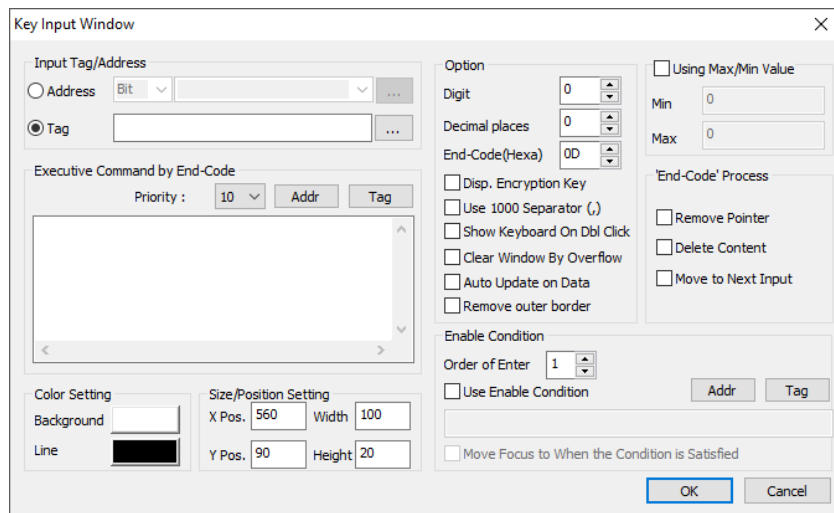 Key Input Window
Input Tag/Address
Address Bit ...
Tag ...
Executive Command by End-Code
Priority : 10 Addr Tag
Color Setting
Background
Line
Size/Position Setting
X Pos. 560 Width 100
Y Pos. 90 Height 20
Option
Digit 0
Decimal places 0
End-Code(Hexa) 0D
Disp. Encryption Key
Use 1000 Separator (,)
Show Keyboard On Dbl Click
Clear Window By Overflow
Auto Update on Data
Remove outer border
Using Max/Min Value
Min 0
Max 0
'End-Code' Process
Remove Pointer
Delete Content
Move to Next Input
Enable Condition
Order of Enter 1
Use Enable Condition Addr Tag
Move Focus to When the Condition is Satisfied
OK Cancel